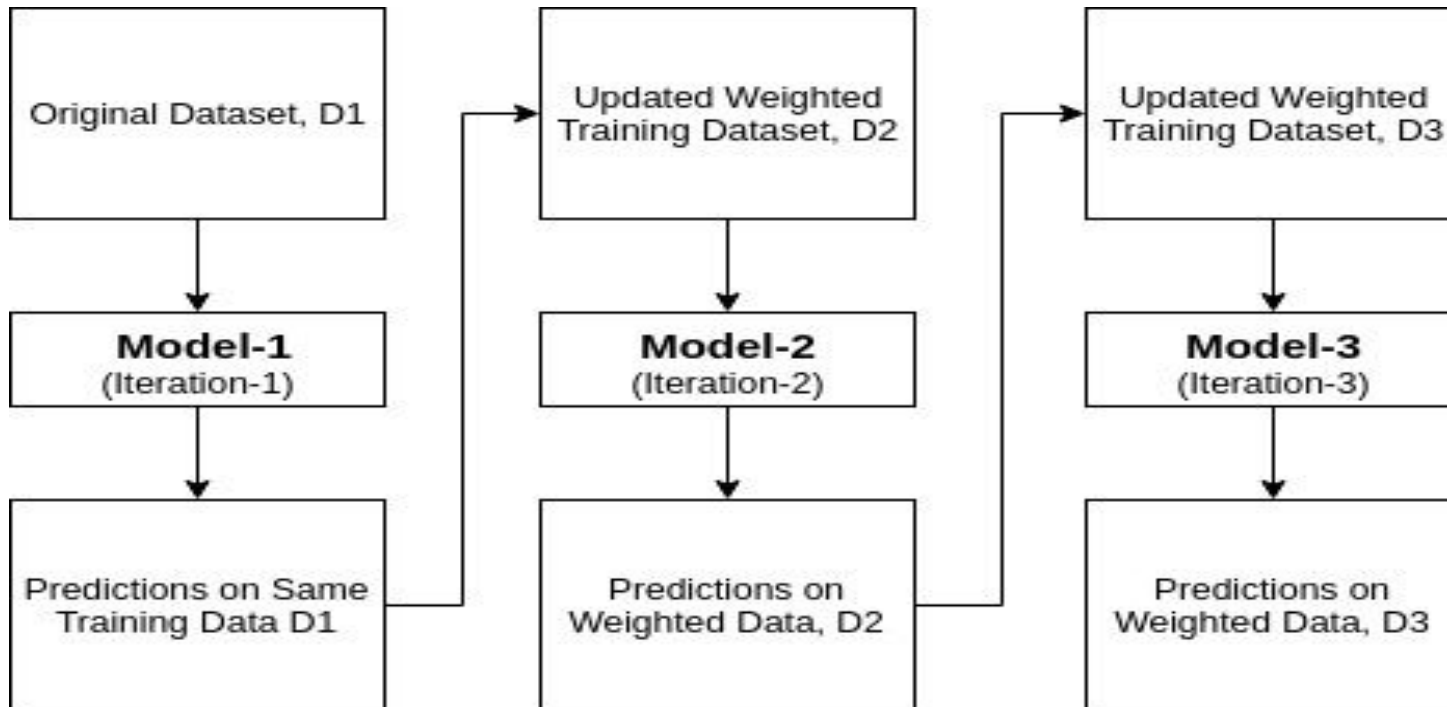 Original Dataset, D1
Updated Weighted
Training Dataset, D2
Updated Weighted
Training Dataset, D3
Model-1
(Iteration-1)
Model-2
(Iteration-2)
Model-3
(Iteration-3)
Predictions on Same
Training Data D1
Predictions on
Weighted Data, D2
Predictions on
Weighted Data, D3